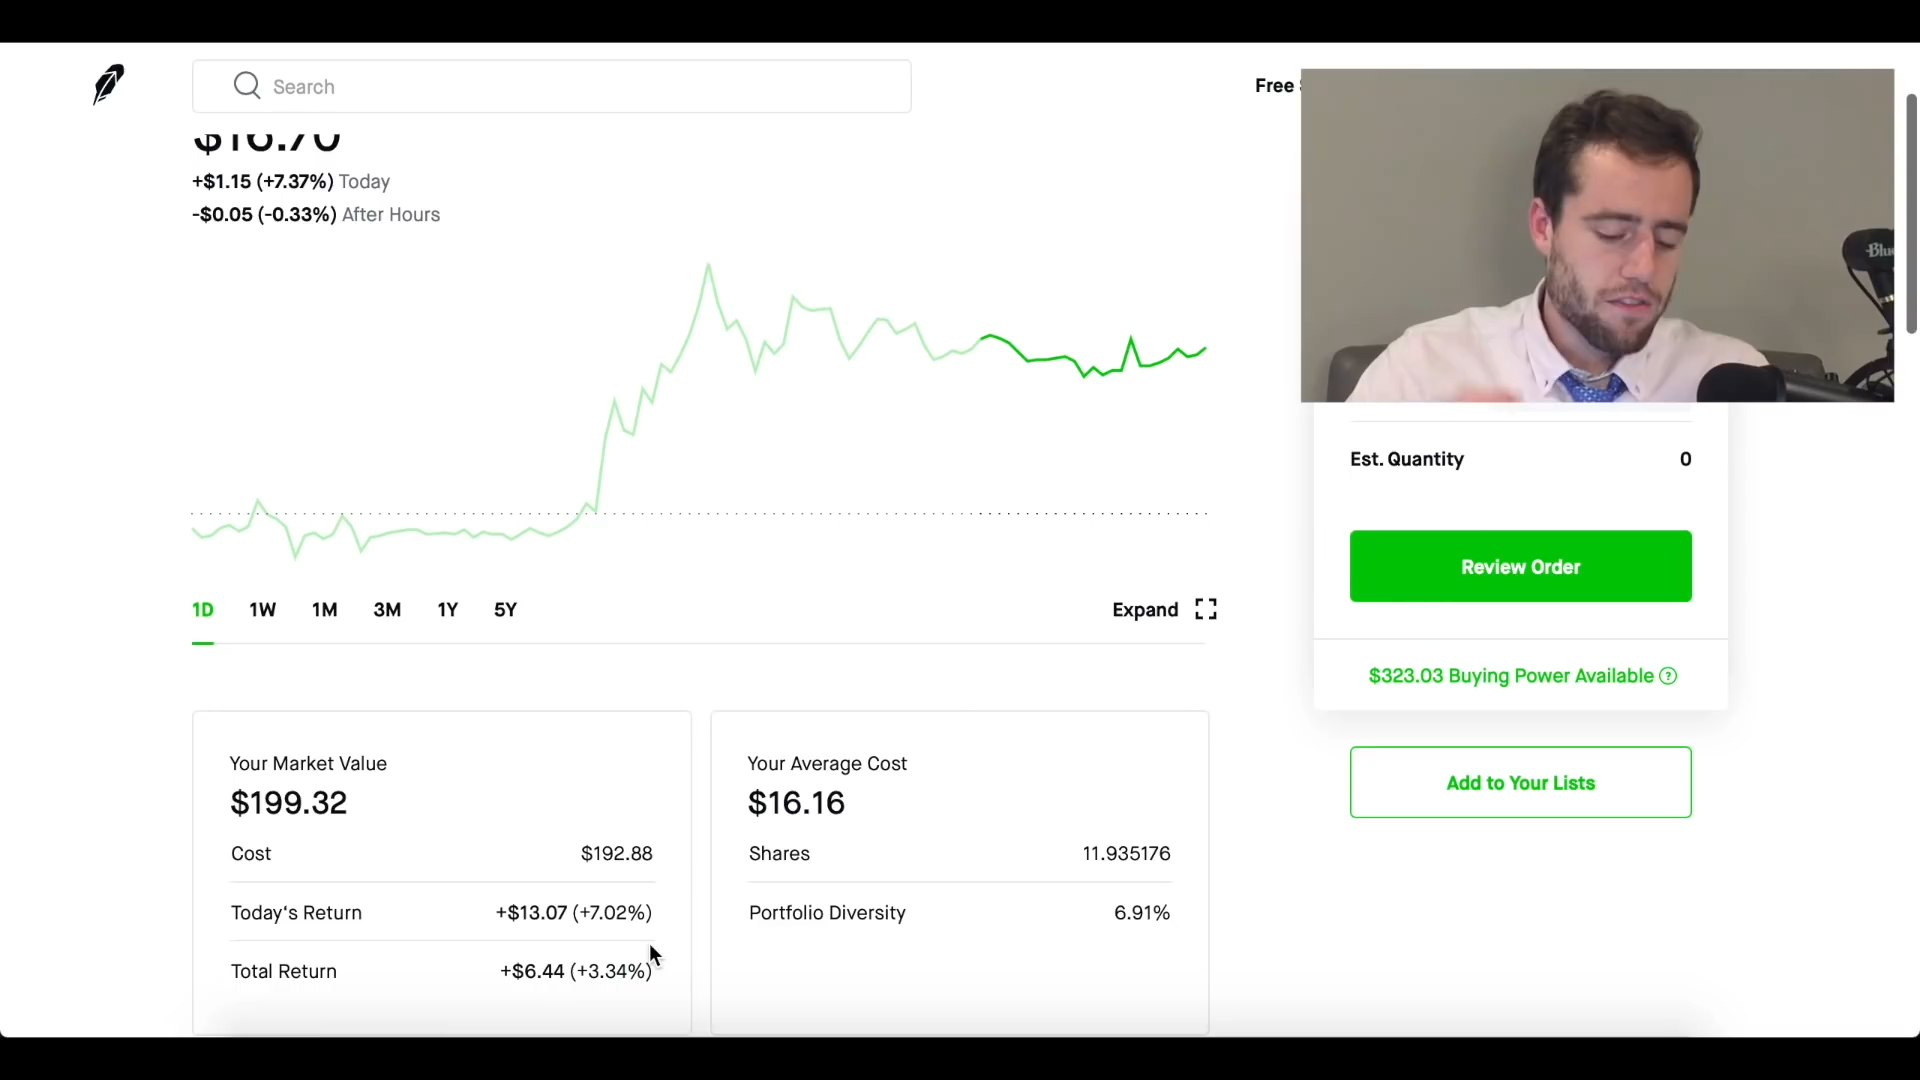 Search
Free
$16.70
+$1.15 (+7.37%) Today
-$0.05 (-0.33%) After Hours
Blu
Est. Quantity 0
Review Order
1D 1W 1M 3M 1Y 5Y Expand
$323.03 Buying Power Available ?
Your Market Value
$199.32
Cost $192.88
Today's Return +$13.07 (+7.02%)
Total Return +$6.44 (+3.34%)
Your Average Cost
$16.16
Shares 11.935176
Portfolio Diversity 6.91%
Add to Your Lists